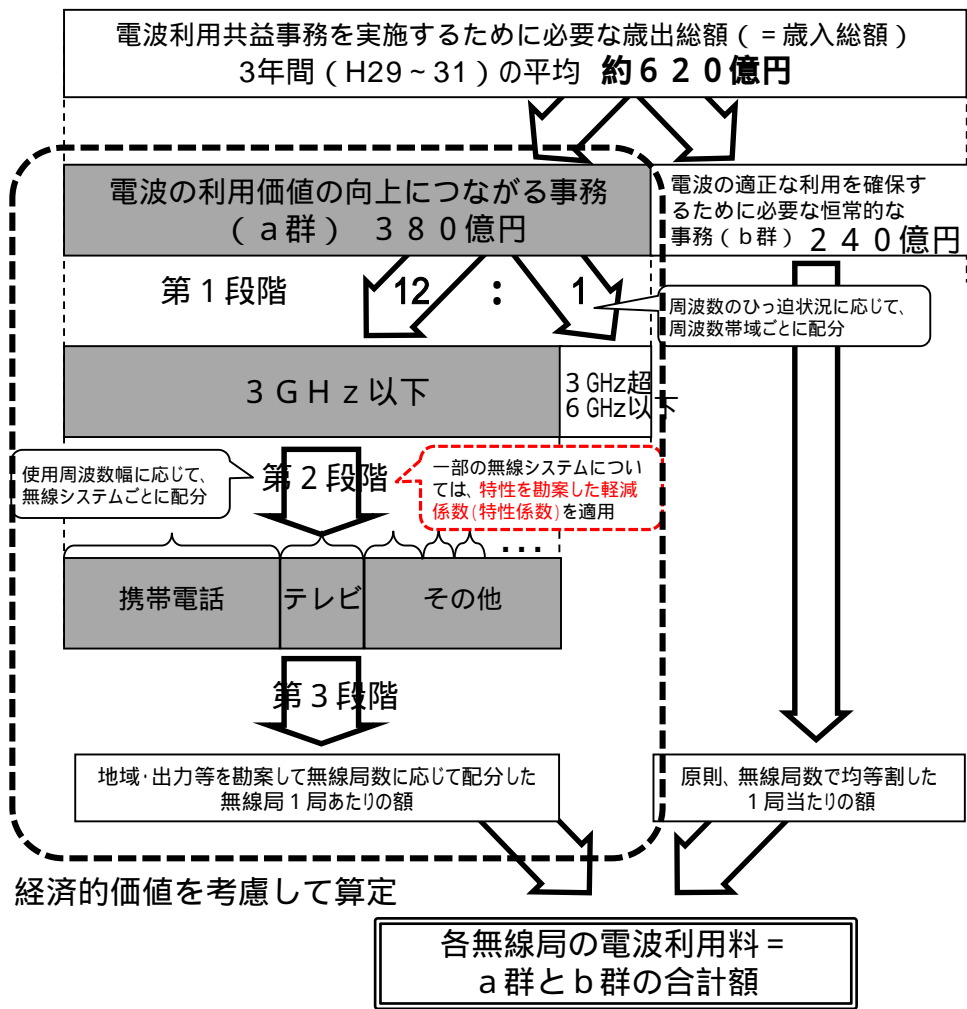 電波利用共益事務を実施するために必要な歳出総額（＝歳入総額）
3年間（H29～31）の平均 約６２０億円
電波の利用価値の向上につながる事務
（ａ群） ３８０億円
電波の適正な利用を確保す
るために必要な恒常的な
事務（ｂ群）２４０億円
第１段階
12 : 1
周波数のひっ迫状況に応じて、
周波数帯域ごとに配分
３ＧＨｚ以下
３GHz超
６GHz以下
使用周波数幅に応じて、
無線システムごとに配分
第２段階
一部の無線システムについ
ては、特性を勘案した軽減
係数(特性係数)を適用
…
携帯電話
テレビ
その他
第３段階
地域･出力等を勘案して無線局数に応じて配分した
無線局１局あたりの額
原則、無線局数で均等割した
１局当たりの額
経済的価値を考慮して算定
各無線局の電波利用料＝
ａ群とｂ群の合計額